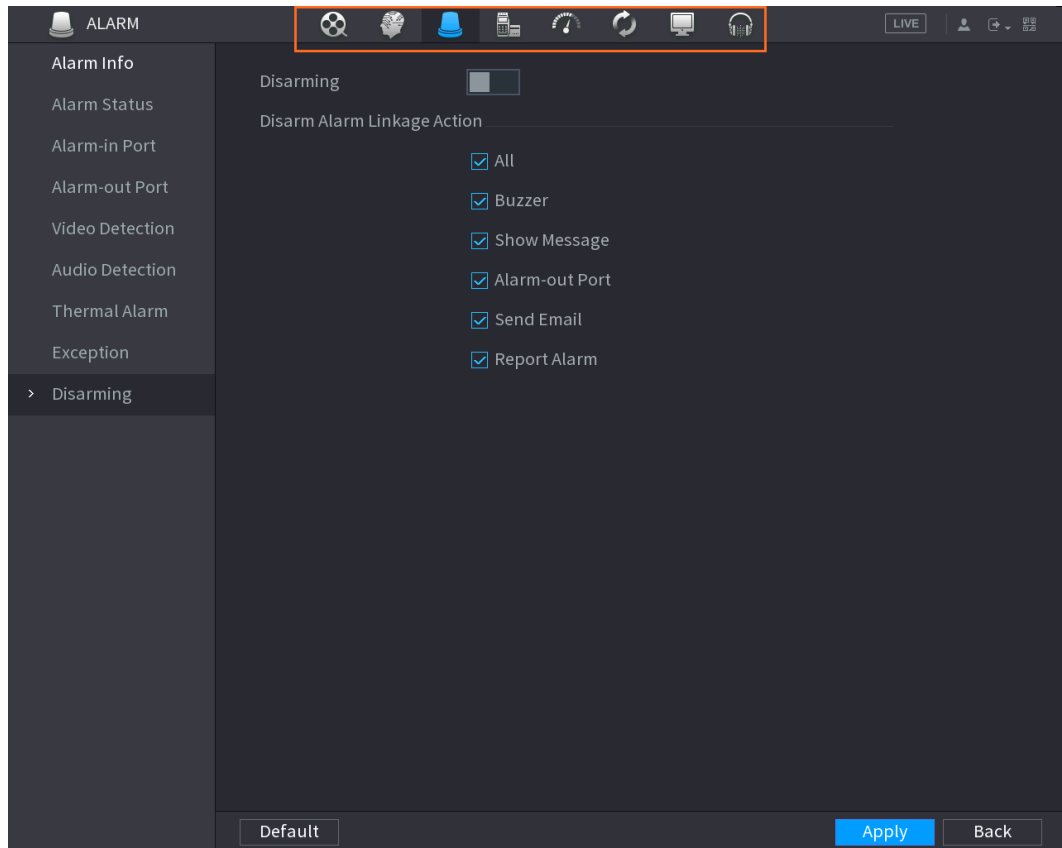 ALARM
LIVE
Alarm Info
Alarm Status
Alarm-in Port
Alarm-out Port
Video Detection
Audio Detection
Thermal Alarm
Exception
> Disarming
Disarming
Disarm Alarm Linkage Action
All
Buzzer
Show Message
Alarm-out Port
Send Email
Report Alarm
Default
Apply
Back